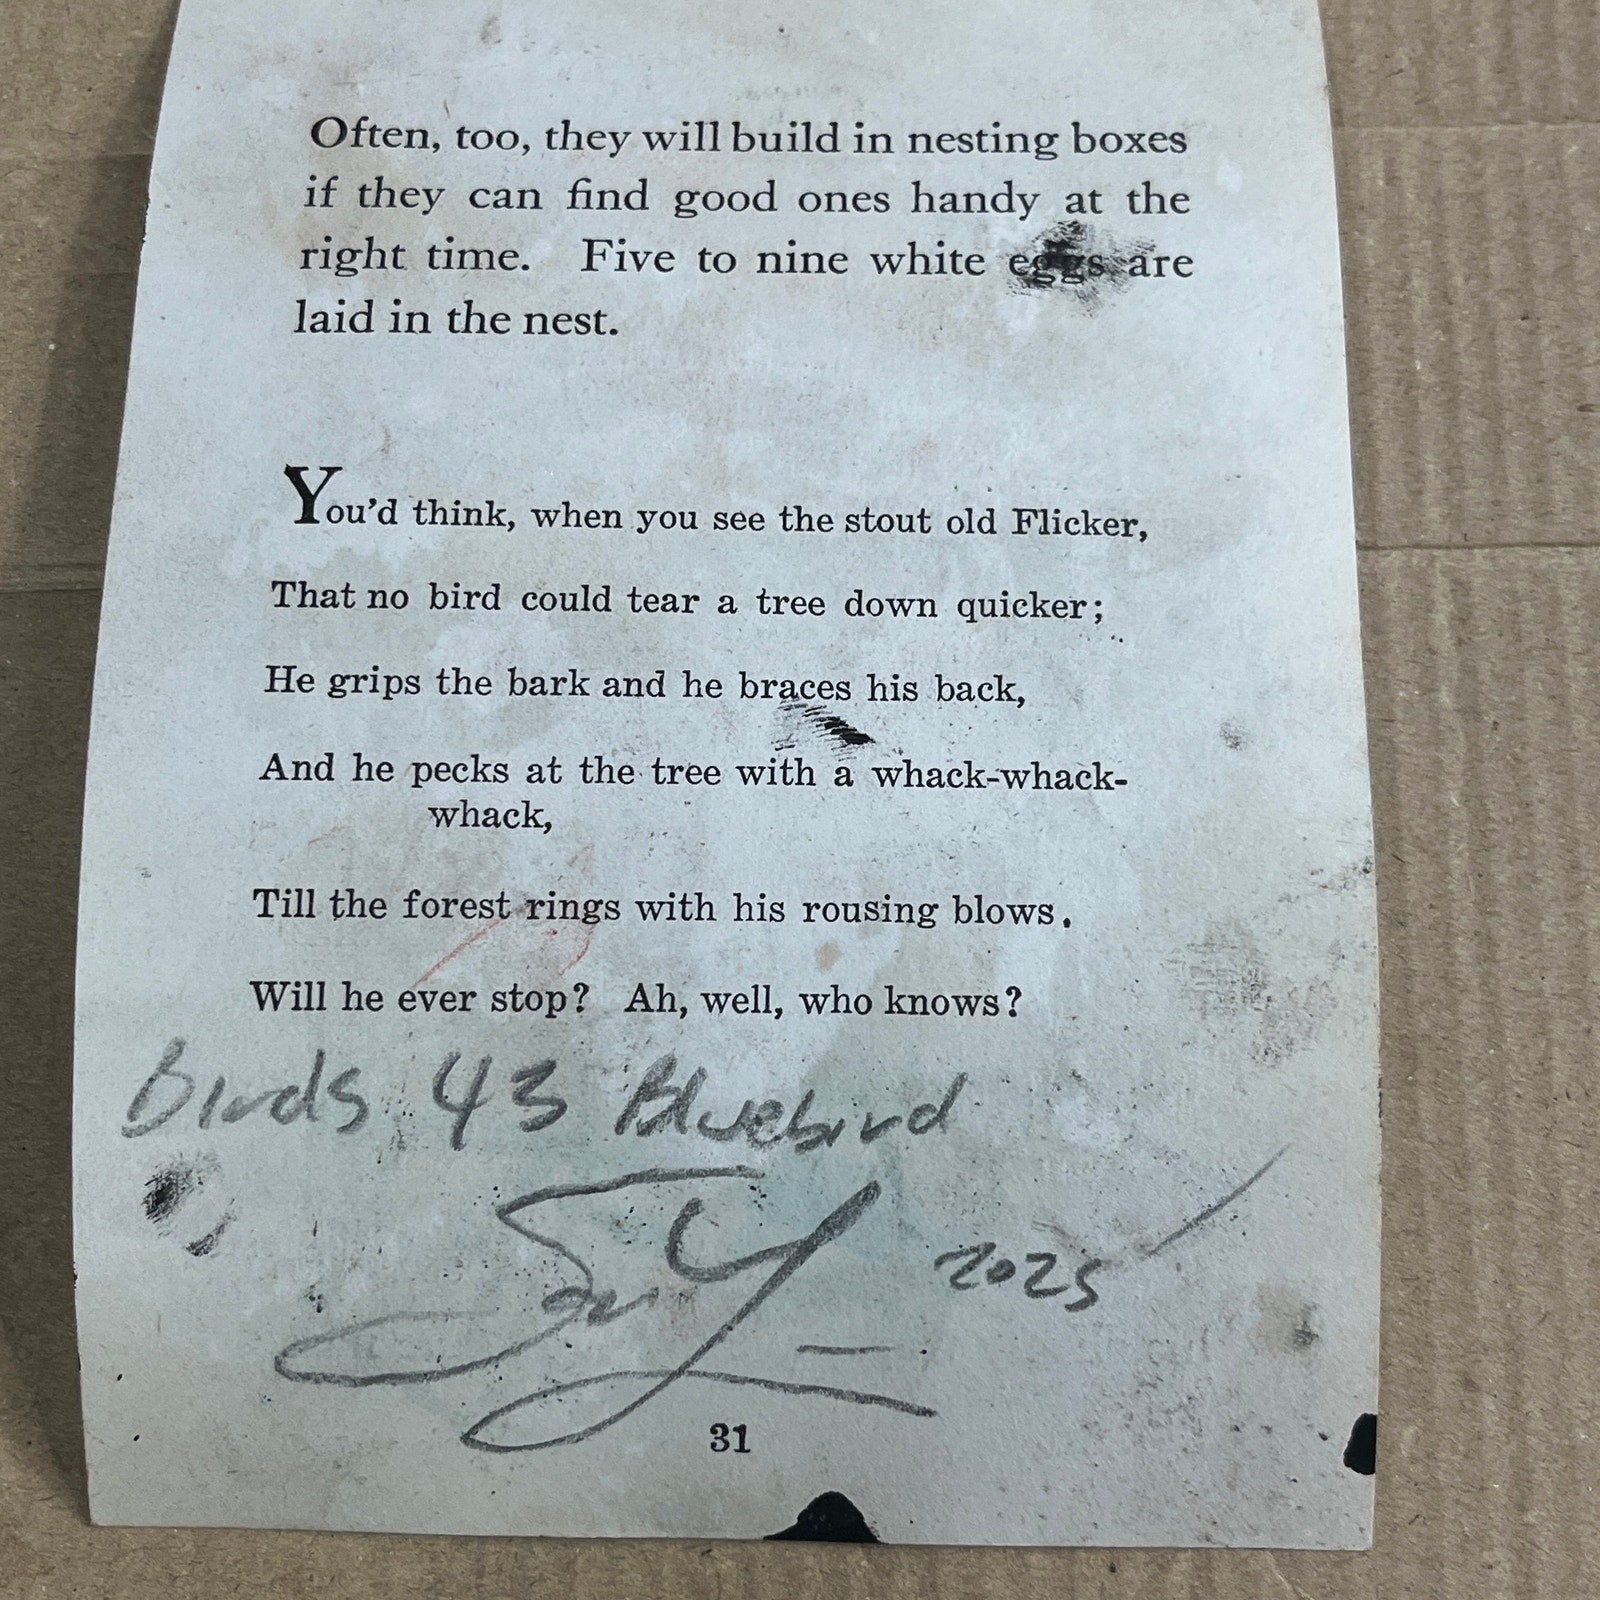 Often, too, they will build in nesting boxes
if they can find good ones handy at the
right time. Five to nine white eggs are
laid in the nest.
You'd think, when you see the stout old Flicker,
That no bird could tear a tree down quicker;
He grips the bark and he braces his back,
And he pecks at the tree with a whack-whack-
whack,
Till the forest rings with his rousing blows.
Will he ever stop? Ah, well, who knows?
Birds 43 Bluebird
2025
31